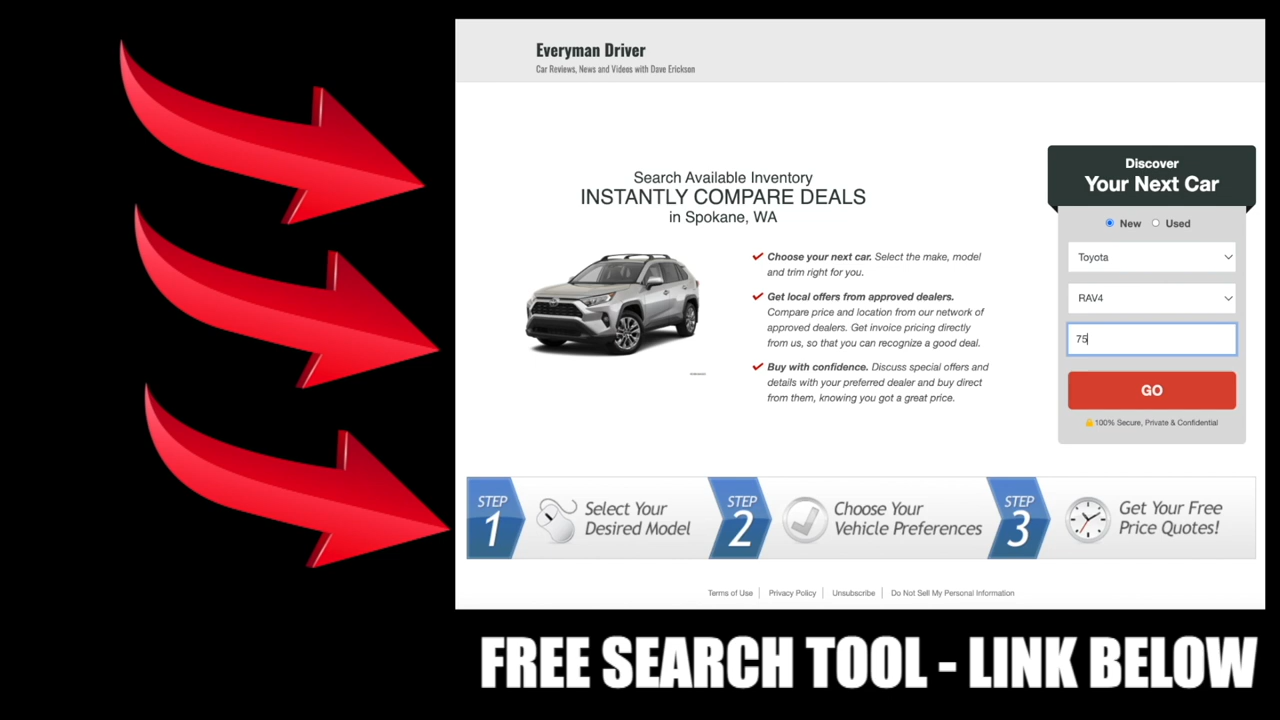 Everyman Driver
Car Reviews, News and Videos with Dave Erickson
Search Available Inventory
INSTANTLY COMPARE DEALS
in Spokane, WA
Choose your next car. Select the make, model
and trim right for you.
Get local offers from approved dealers.
Compare price and location from our network of
approved dealers. Get invoice pricing directly
from us, so that you can recognize a good deal.
Buy with confidence. Discuss special offers and
details with your preferred dealer and buy direct
from them, knowing you got a great price.
Discover
Your Next Car
New Used
Toyota
RAV4
75
GO
100% Secure, Private & Confidential
STEP
1
Select Your
Desired Model
STEP
2
Choose Your
Vehicle Preferences
STEP
3
Get Your Free
Price Quotes!
Terms of Use
Privacy Policy
Unsubscribe
Do Not Sell My Personal Information
FREE SEARCH TOOL - LINK BELOW